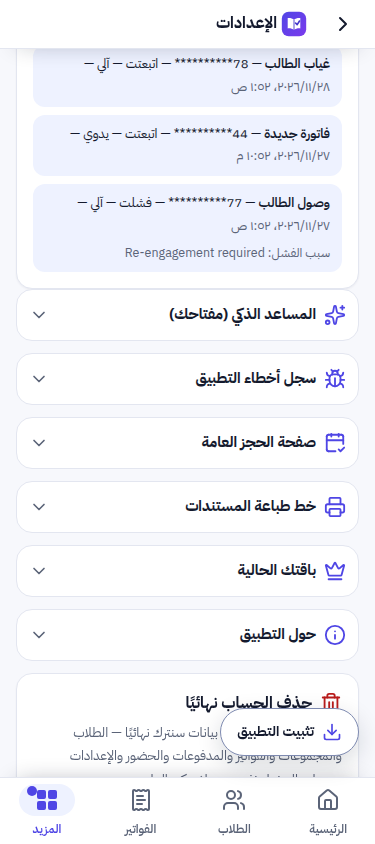 الإعدادات
غياب الطالب — 78********** — اتبعتت — آلي —
٢٠٢٦/١١/٢٨، ١:٥٢ ص
فاتورة جديدة — 44********** — اتبعتت — يدوي —
٢٠٢٦/١١/٢٧، ١:٥٢ م
وصول الطالب — 77********** — فشلت — آلي —
٢٠٢٦/١١/٢٧، ١:٥٢ ص
سبب الفشل: Re-engagement required
المساعد الذكي (مفتاحك)
سجل أخطاء التطبيق
صفحة الحجز العامة
خط طباعة المستندات
باقتك الحالية
حول التطبيق
حذف الحساب نهائيًا
بيانات سنترك نهائيًا — الطلاب
تثبيت التطبيق
والمجموعات والفواتير والمدفوعات والحضور والإعدادات
الرئيسية
الطلاب
الفواتير
المزيد